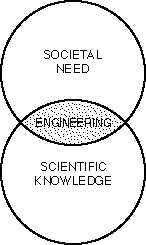 SOCIETAL
NEED
ENGINEERING
SCIENTIFIC
KNOWLEDGE